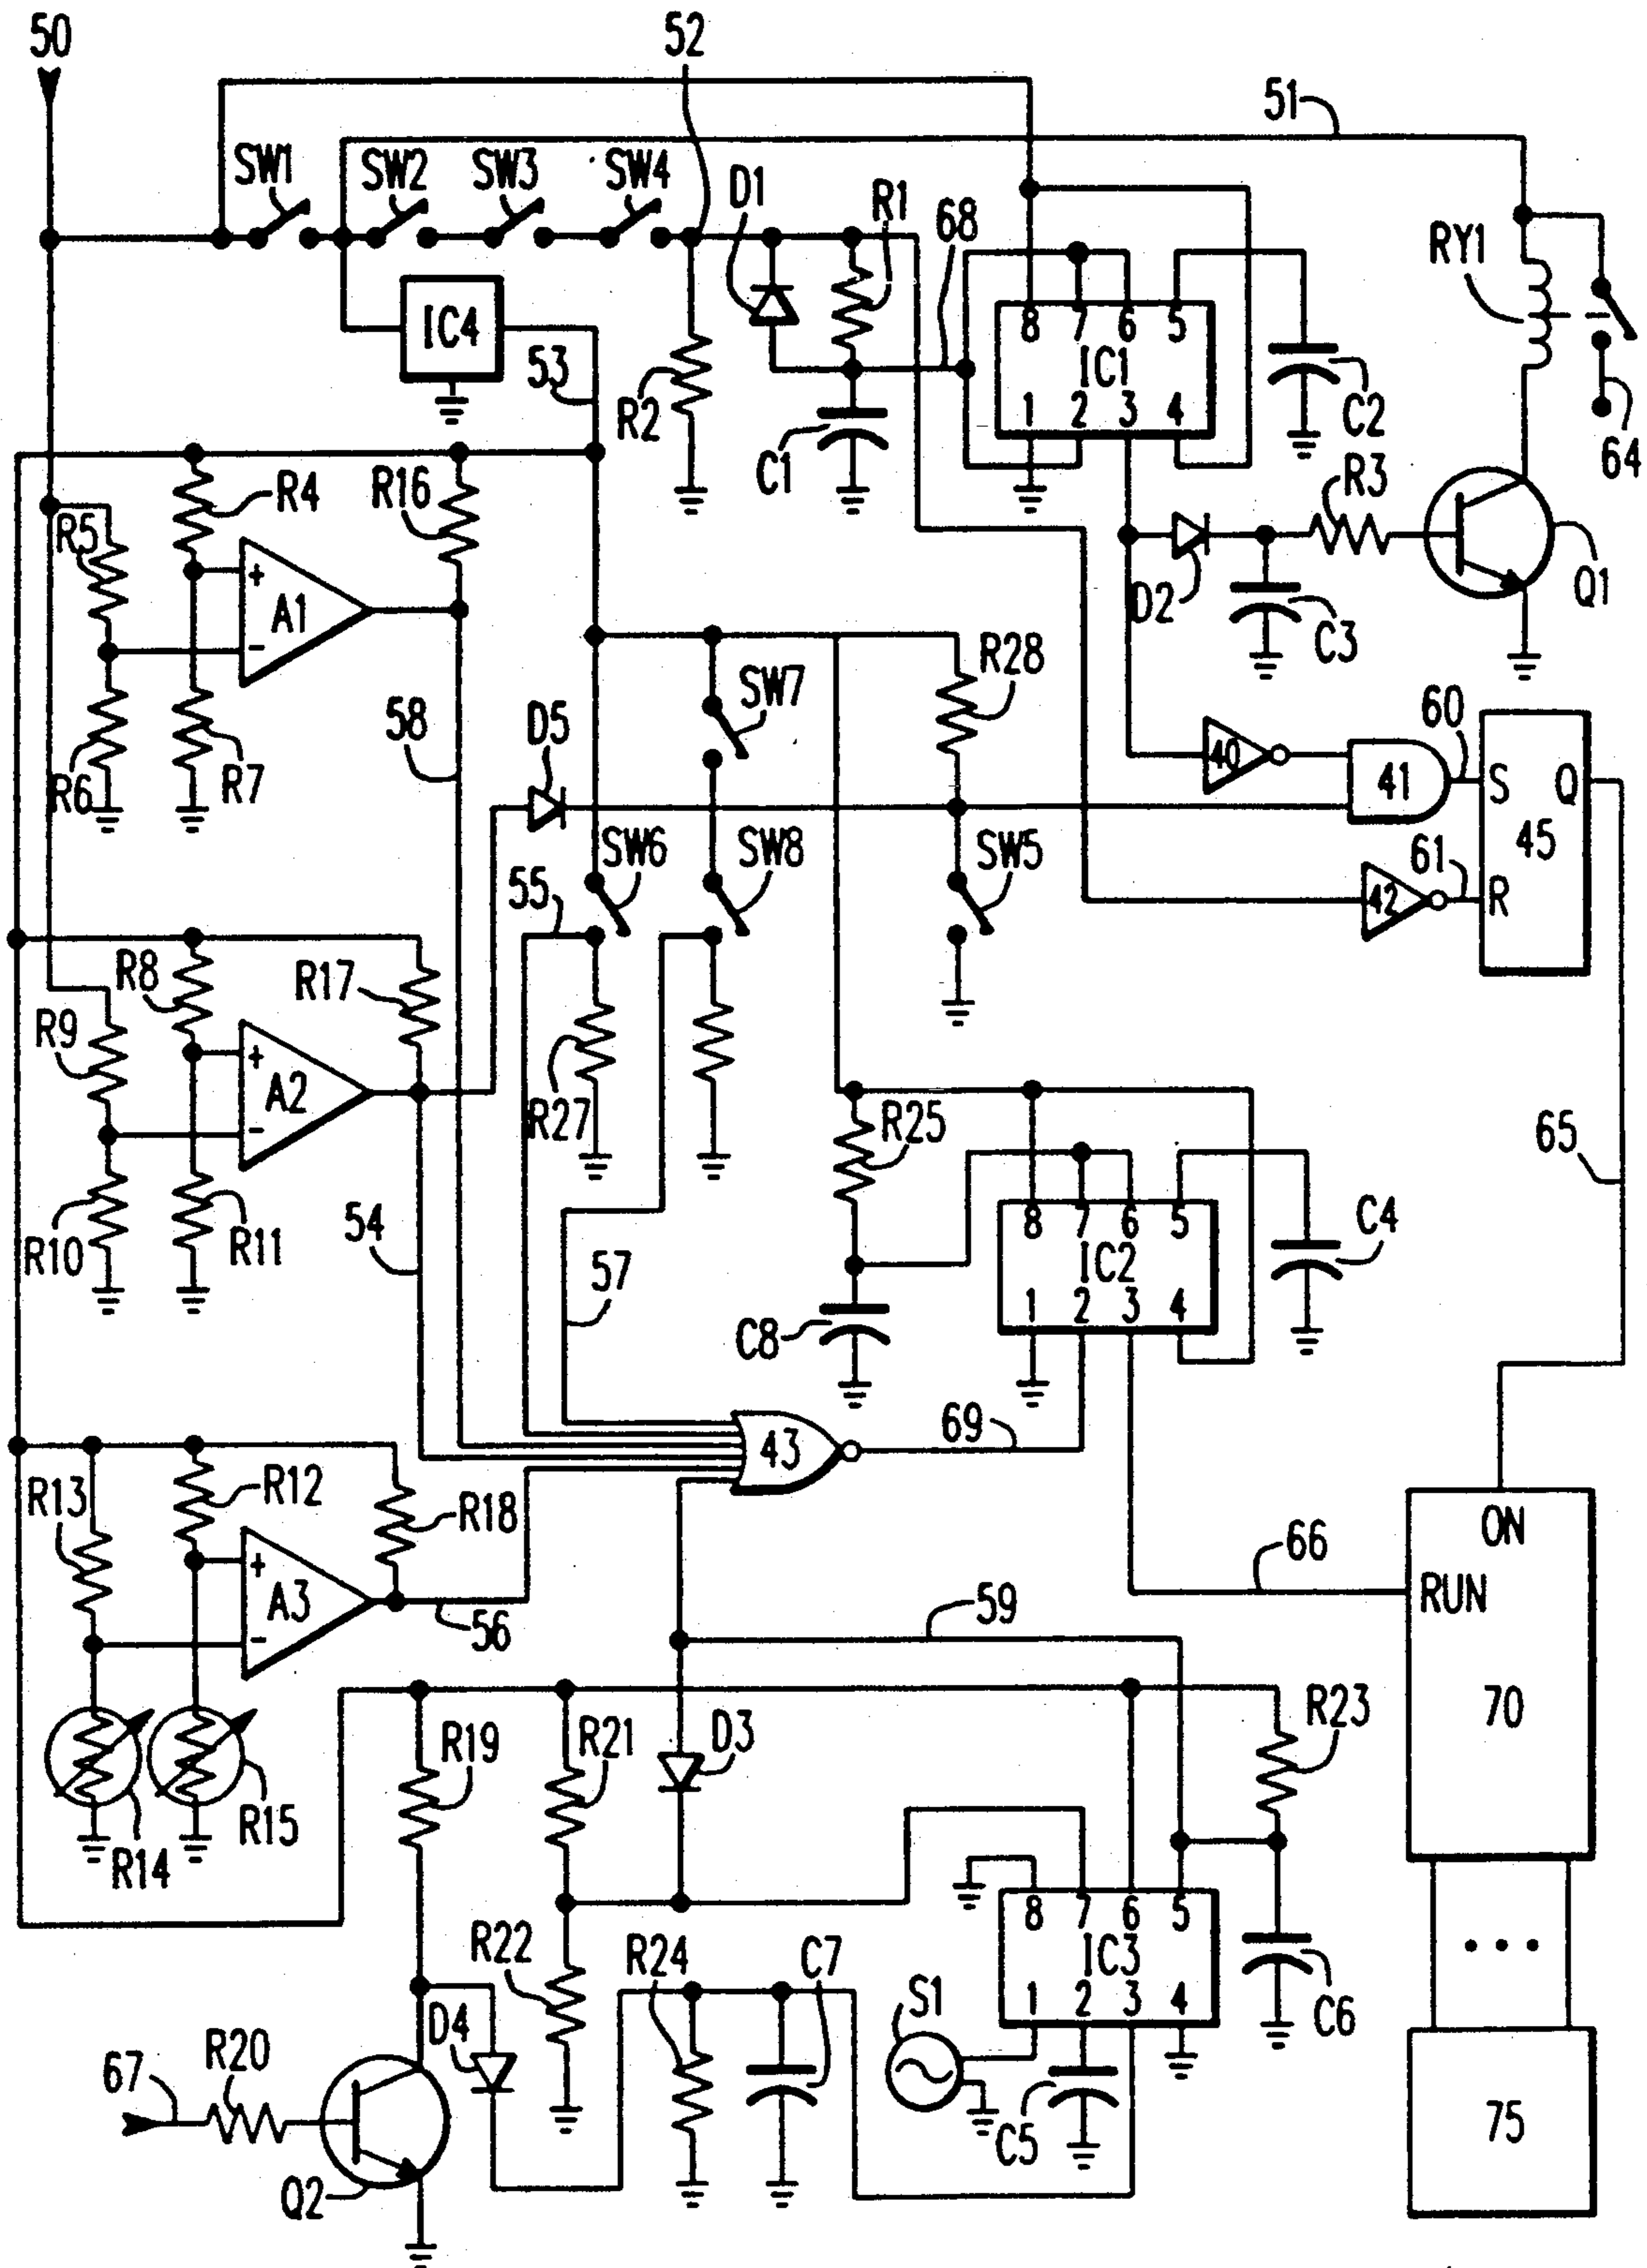 50
52
51
SW1
SW2
SW3
SW4
D1
R1
68
RY1
IC4
53
R2
C1
8 7 6 5
IC1
1 2 3 4
C2
64
R4
R16
R3
R5
A1
+
-
D2
C3
Q1
R28
SW7
58
D5
60
R6
R7
40
41
S Q
45
R
SW6
SW8
SW5
61
42
55
R8
R17
R9
A2
+
-
R27
R25
65
R10
R11
54
57
8 7 6 5
IC2
1 2 3 4
C4
C8
43
69
R13
R12
R18
ON
66
RUN
A3
+
-
56
59
70
R19
R21
D3
R23
R14
R15
R22
R24
C7
8 7 6 5
IC3
1 2 3 4
S1
C6
D4
67
R20
C5
75
Q2